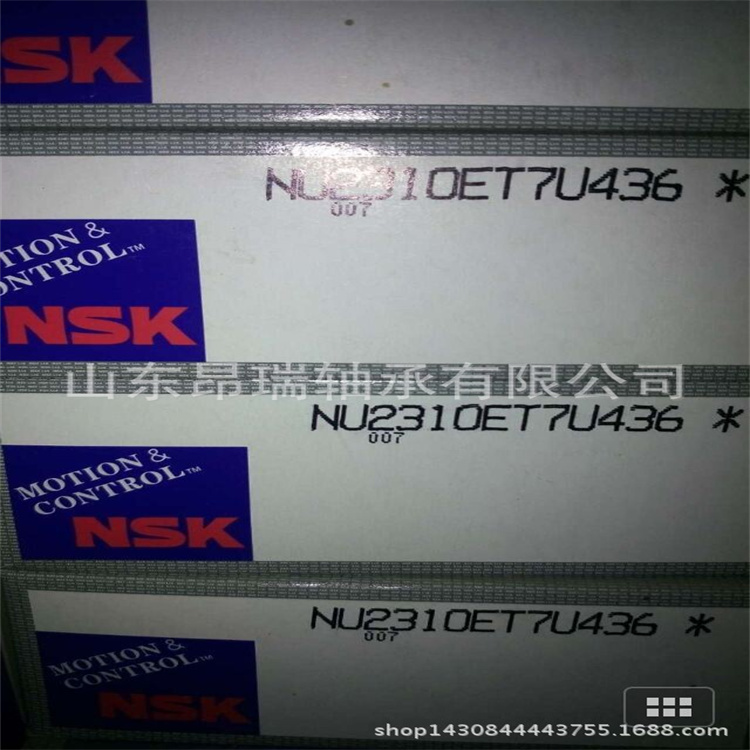 NSK
NU2310ET7U436 *
007
MOTION &
CONTROL™
NSK
山东昂瑞轴承有限公司
NU2310ET7U436 *
007
MOTION &
CONTROL™
NSK
NU2310ET7U436 *
007
MOTION &
CONTROL™
NSK
shop1430844443755.1688.com